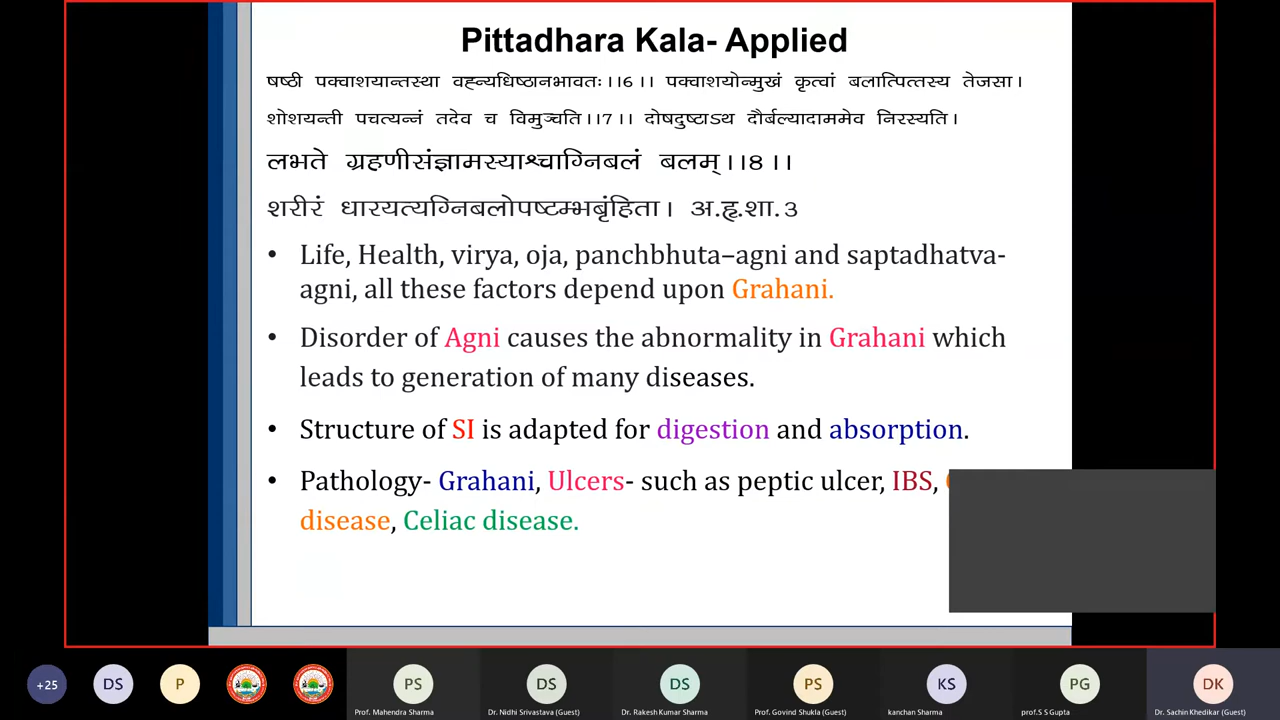 Pittadhara Kala- Applied
षष्ठी पक्वाशयान्तस्था वह्न्यधिष्ठानभावतः।।6।। पक्वाशयोन्मुखं कृत्वां बलात्पित्तस्य तेजसा।
शोशयन्ती पचत्यन्नं तदेव च विमुञ्चति।।7।। दोषदुष्टाऽथ दौर्बल्यादाममेव निरस्यति।
लभते ग्रहणीसंज्ञामस्याश्चाग्निबलं बलम्।।8।।
शरीरं धारयत्यग्निबलोपष्टम्भबृंहिता। अ.हृ.शा.3
• Life, Health, virya, oja, panchbhuta–agni and saptadhatva-
agni, all these factors depend upon Grahani.
• Disorder of Agni causes the abnormality in Grahani which
leads to generation of many diseases.
• Structure of SI is adapted for digestion and absorption.
• Pathology- Grahani, Ulcers- such as peptic ulcer, IBS,
disease, Celiac disease.
+25 DS P PS DS DS PS KS PG DK
Prof. Mahendra Sharma Dr. Nidhi Srivastava (Guest) Dr. Rakesh Kumar Sharma Prof. Govind Shukla (Guest) kanchan Sharma prof.S S Gupta Dr. Sachin Khedikar (Guest)